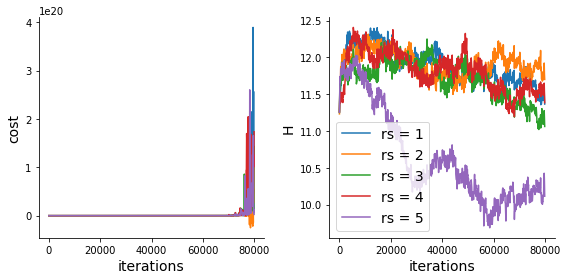 1e20
4
3
2
1
0
cost
0 20000 40000 60000 80000
iterations
12.5
12.0
11.5
11.0
10.5
10.0
H
rs = 1
rs = 2
rs = 3
rs = 4
rs = 5
0 20000 40000 60000 80000
iterations